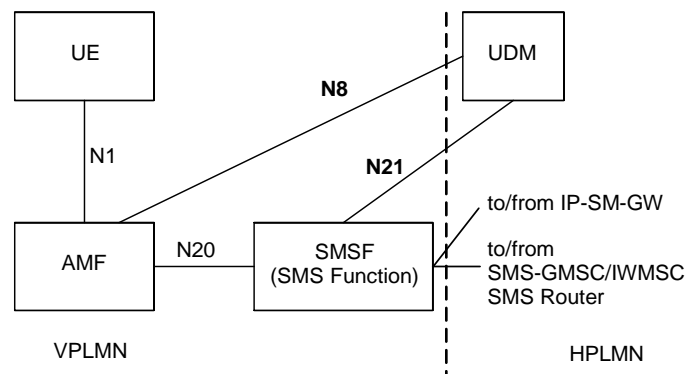 UE
UDM
N8
N1
N21
to/from IP-SM-GW
AMF
N20
SMSF
(SMS Function)
to/from
SMS-GMSC/IWMSC
SMS Router
VPLMN
HPLMN